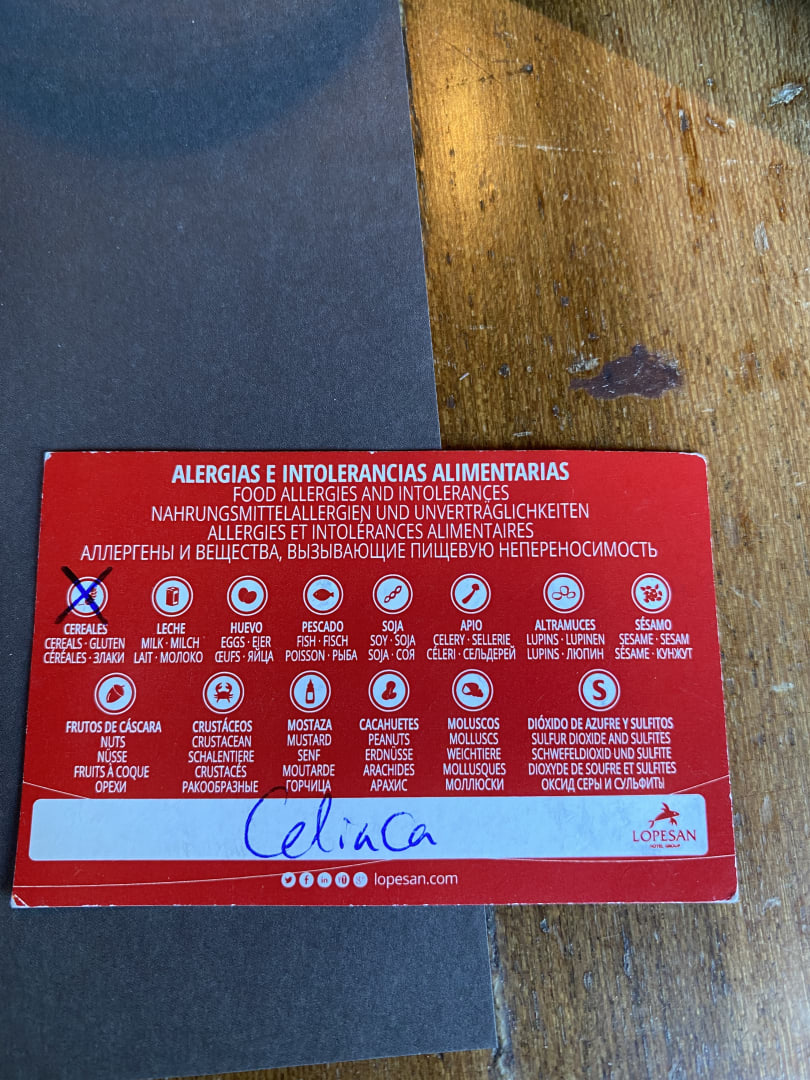 ALERGIAS E INTOLERANCIAS ALIMENTARIAS
FOOD ALLERGIES AND INTOLERANCES
NAHRUNGSMITTELALLERGIEN UND UNVERTRÄGLICHKEITEN
ALLERGIES ET INTOLÉRANCES ALIMENTAIRES
АЛЛЕРГЕНЫ И ВЕЩЕСТВА, ВЫЗЫВАЮЩИЕ ПИЩЕВУЮ НЕПЕРЕНОСИМОСТЬ
CEREALES
CEREALS · GLUTEN
CÉRÉALES · ЗЛАКИ
LECHE
MILK · MILCH
LAIT · МОЛОКО
HUEVO
EGGS · EIER
ŒUFS · ЯЙЦА
PESCADO
FISH · FISCH
POISSON · РЫБА
SOJA
SOY · SOJA
SOJA · СОЯ
APIO
CELERY · SELLERIE
CÉLERI · СЕЛЬДЕРЕЙ
ALTRAMUCES
LUPINS · LUPINEN
LUPINS · ЛЮПИН
SÉSAMO
SESAME · SESAM
SÉSAME · КУНЖУТ
FRUTOS DE CÁSCARA
NUTS
NÜSSE
FRUITS À COQUE
ОРЕХИ
CRUSTÁCEOS
CRUSTACEAN
SCHALENTIERE
CRUSTACÉS
РАКООБРАЗНЫЕ
MOSTAZA
MUSTARD
SENF
MOUTARDE
ГОРЧИЦА
CACAHUETES
PEANUTS
ERDNÜSSE
ARACHIDES
АРАХИС
MOLUSCOS
MOLLUSCS
WEICHTIERE
MOLLUSQUES
МОЛЛЮСКИ
S
DIÓXIDO DE AZUFRE Y SULFITOS
SULFUR DIOXIDE AND SULFITES
SCHWEFELDIOXID UND SULFITE
DIOXYDE DE SOUFRE ET SULFITES
ОКСИД СЕРЫ И СУЛЬФИТЫ
Celiaca
LOPESAN
HOTEL GROUP
lopesan.com